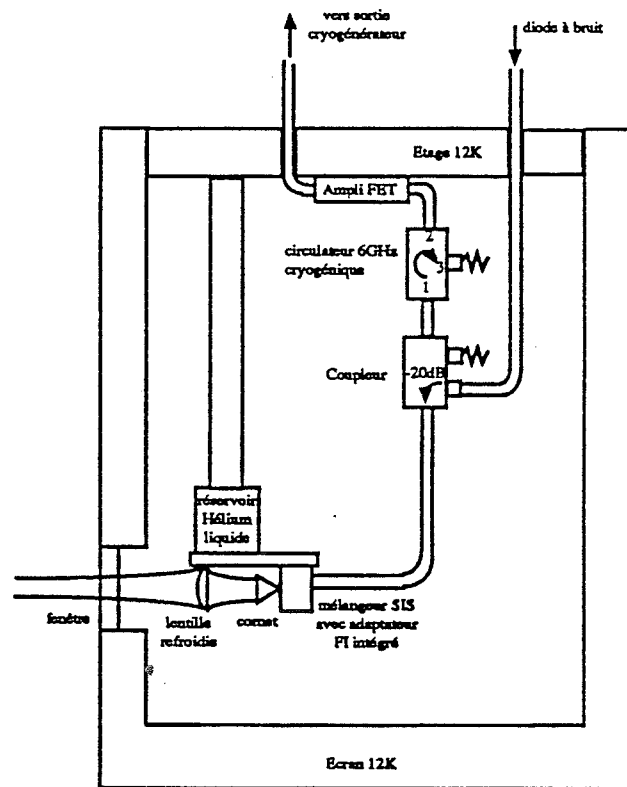 vers sortie
cryogénérateur
diode à bruit
Etage 12K
Ampli FET
circulateur 6GHz
cryogénique
2
3
1
Coupleur
-20dB
réservoir
Hélium
liquide
fenêtre
lentille
refroidie
cornet
mélangeur SIS
avec adaptateur
FI intégré
Ecran 12K